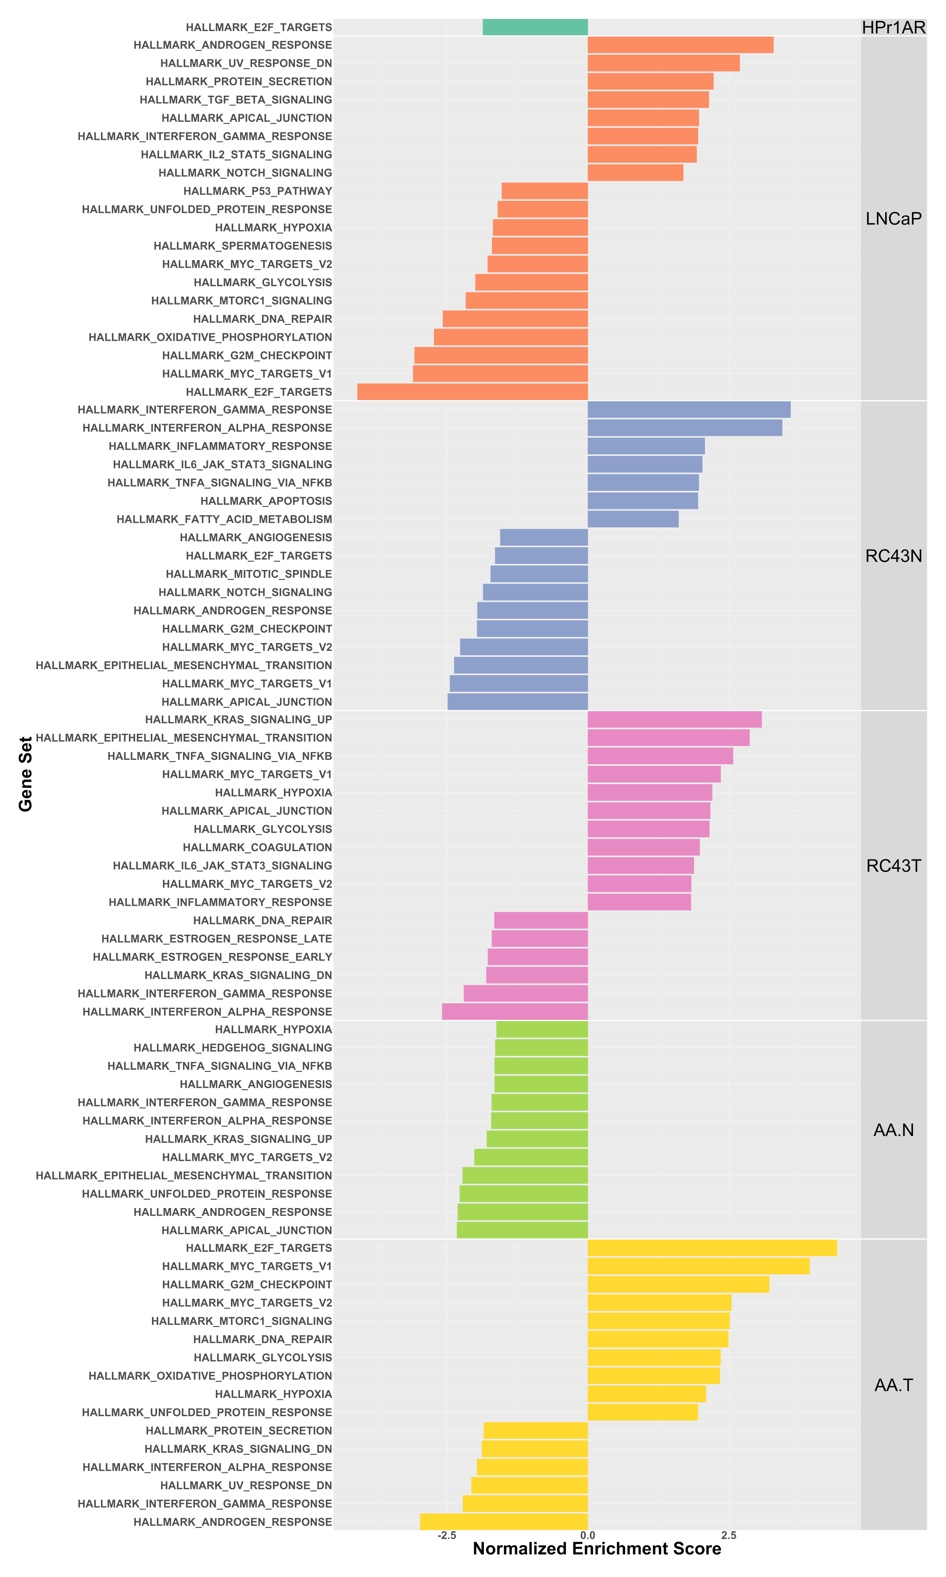 HALLMARK_E2F_TARGETS
HPr1AR
HALLMARK_ANDROGEN_RESPONSE
HALLMARK_UV_RESPONSE_DN
HALLMARK_PROTEIN_SECRETION
HALLMARK_TGF_BETA_SIGNALING
HALLMARK_APICAL_JUNCTION
HALLMARK_INTERFERON_GAMMA_RESPONSE
HALLMARK_IL2_STAT5_SIGNALING
HALLMARK_NOTCH_SIGNALING
HALLMARK_P53_PATHWAY
HALLMARK_UNFOLDED_PROTEIN_RESPONSE
HALLMARK_HYPOXIA
HALLMARK_SPERMATOGENESIS
HALLMARK_MYC_TARGETS_V2
HALLMARK_GLYCOLYSIS
HALLMARK_MTORC1_SIGNALING
HALLMARK_DNA_REPAIR
HALLMARK_OXIDATIVE_PHOSPHORYLATION
HALLMARK_G2M_CHECKPOINT
HALLMARK_MYC_TARGETS_V1
HALLMARK_E2F_TARGETS
LNCaP
HALLMARK_INTERFERON_GAMMA_RESPONSE
HALLMARK_INTERFERON_ALPHA_RESPONSE
HALLMARK_INFLAMMATORY_RESPONSE
HALLMARK_IL6_JAK_STAT3_SIGNALING
HALLMARK_TNFA_SIGNALING_VIA_NFKB
HALLMARK_APOPTOSIS
HALLMARK_FATTY_ACID_METABOLISM
HALLMARK_ANGIOGENESIS
HALLMARK_E2F_TARGETS
HALLMARK_MITOTIC_SPINDLE
HALLMARK_NOTCH_SIGNALING
HALLMARK_ANDROGEN_RESPONSE
HALLMARK_G2M_CHECKPOINT
HALLMARK_MYC_TARGETS_V2
HALLMARK_EPITHELIAL_MESENCHYMAL_TRANSITION
HALLMARK_MYC_TARGETS_V1
HALLMARK_APICAL_JUNCTION
RC43N
HALLMARK_KRAS_SIGNALING_UP
HALLMARK_EPITHELIAL_MESENCHYMAL_TRANSITION
HALLMARK_TNFA_SIGNALING_VIA_NFKB
HALLMARK_MYC_TARGETS_V1
HALLMARK_HYPOXIA
HALLMARK_APICAL_JUNCTION
HALLMARK_GLYCOLYSIS
HALLMARK_COAGULATION
HALLMARK_IL6_JAK_STAT3_SIGNALING
HALLMARK_MYC_TARGETS_V2
HALLMARK_INFLAMMATORY_RESPONSE
HALLMARK_DNA_REPAIR
HALLMARK_ESTROGEN_RESPONSE_LATE
HALLMARK_ESTROGEN_RESPONSE_EARLY
HALLMARK_KRAS_SIGNALING_DN
HALLMARK_INTERFERON_GAMMA_RESPONSE
HALLMARK_INTERFERON_ALPHA_RESPONSE
RC43T
HALLMARK_HYPOXIA
HALLMARK_HEDGEHOG_SIGNALING
HALLMARK_TNFA_SIGNALING_VIA_NFKB
HALLMARK_ANGIOGENESIS
HALLMARK_INTERFERON_GAMMA_RESPONSE
HALLMARK_INTERFERON_ALPHA_RESPONSE
HALLMARK_KRAS_SIGNALING_UP
HALLMARK_MYC_TARGETS_V2
HALLMARK_EPITHELIAL_MESENCHYMAL_TRANSITION
HALLMARK_UNFOLDED_PROTEIN_RESPONSE
HALLMARK_ANDROGEN_RESPONSE
HALLMARK_APICAL_JUNCTION
AA.N
HALLMARK_E2F_TARGETS
HALLMARK_MYC_TARGETS_V1
HALLMARK_G2M_CHECKPOINT
HALLMARK_MYC_TARGETS_V2
HALLMARK_MTORC1_SIGNALING
HALLMARK_DNA_REPAIR
HALLMARK_GLYCOLYSIS
HALLMARK_OXIDATIVE_PHOSPHORYLATION
HALLMARK_HYPOXIA
HALLMARK_UNFOLDED_PROTEIN_RESPONSE
HALLMARK_PROTEIN_SECRETION
HALLMARK_KRAS_SIGNALING_DN
HALLMARK_INTERFERON_ALPHA_RESPONSE
HALLMARK_UV_RESPONSE_DN
HALLMARK_INTERFERON_GAMMA_RESPONSE
HALLMARK_ANDROGEN_RESPONSE
AA.T
Gene Set
-2.5 0.0 2.5
Normalized Enrichment Score